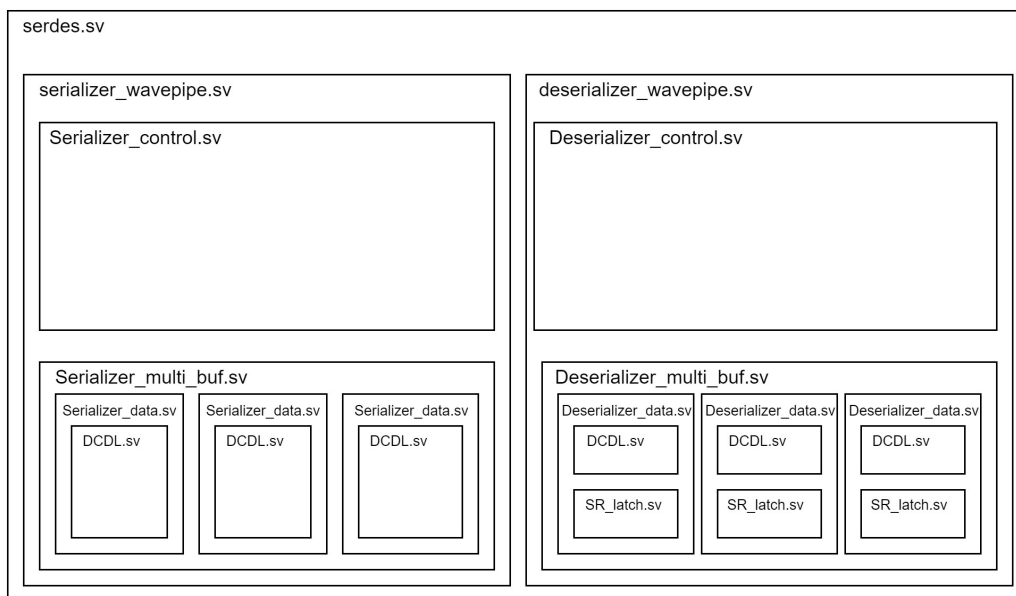 serdes.sv
serializer_wavepipe.sv
Serializer_control.sv
Serializer_multi_buf.sv
Serializer_data.sv
DCDL.sv
Serializer_data.sv
DCDL.sv
Serializer_data.sv
DCDL.sv
deserializer_wavepipe.sv
Deserializer_control.sv
Deserializer_multi_buf.sv
Deserializer_data.sv
DCDL.sv
SR_latch.sv
Deserializer_data.sv
DCDL.sv
SR_latch.sv
Deserializer_data.sv
DCDL.sv
SR_latch.sv